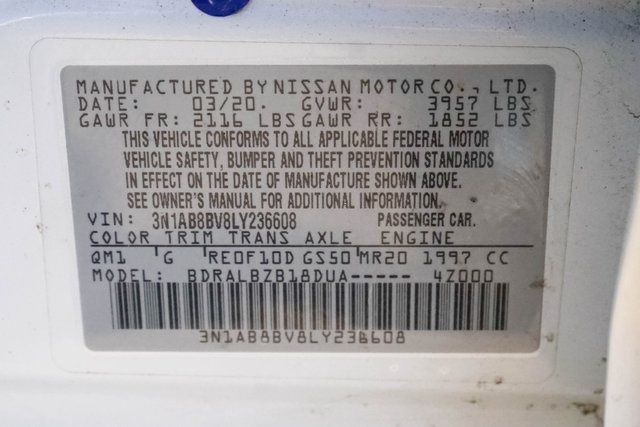 MANUFACTURED BY NISSAN MOTOR CO., LTD.
DATE: 03/20. GVWR: 3957 LBS
GAWR FR: 2116 LBS GAWR RR: 1852 LBS
THIS VEHICLE CONFORMS TO ALL APPLICABLE FEDERAL MOTOR
VEHICLE SAFETY, BUMPER AND THEFT PREVENTION STANDARDS
IN EFFECT ON THE DATE OF MANUFACTURE SHOWN ABOVE.
SEE OWNER'S MANUAL FOR ADDITIONAL INFORMATION.
VIN: 3N1AB8BV8LY236608 PASSENGER CAR.
COLOR TRIM TRANS AXLE ENGINE
QM1 G RE0F10D GS50 MR20 1997 CC
MODEL: BDRALBZB18DUA----- 4Z000
3N1AB8BV8LY236608